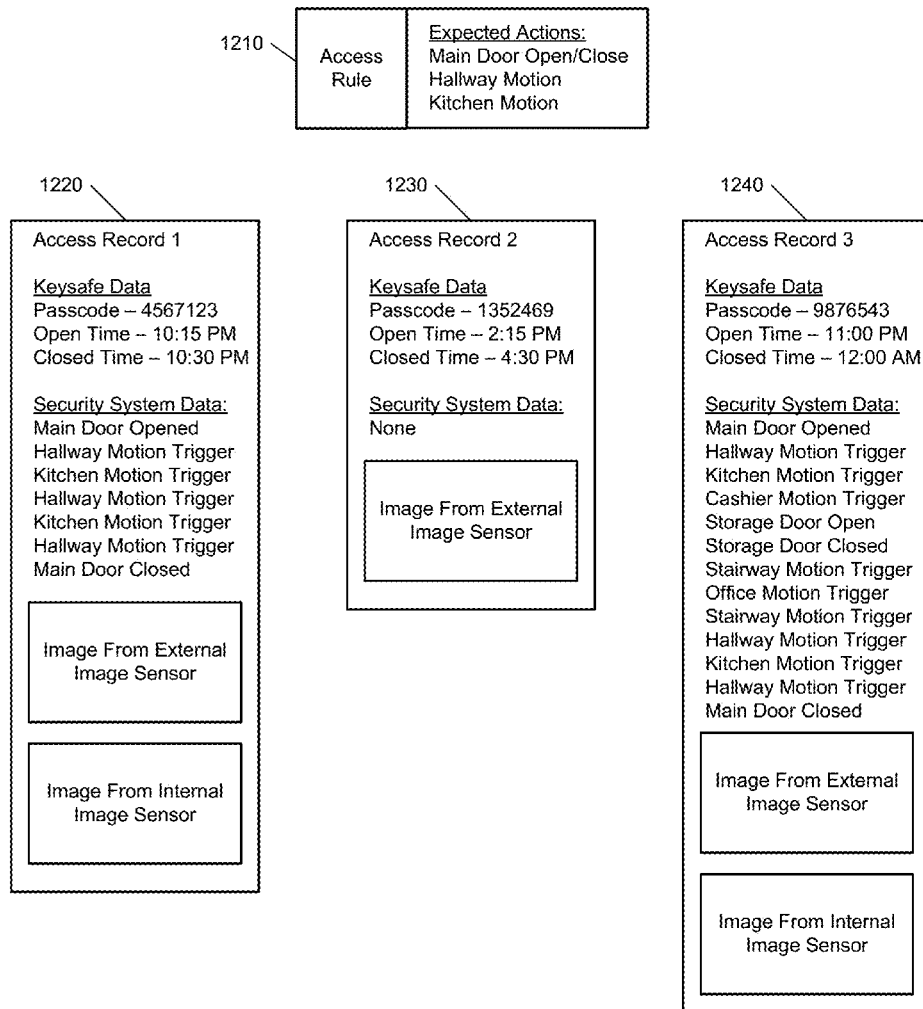 1210
Access
Rule
Expected Actions:
Main Door Open/Close
Hallway Motion
Kitchen Motion
1220
Access Record 1
Keysafe Data
Passcode – 4567123
Open Time – 10:15 PM
Closed Time – 10:30 PM
Security System Data:
Main Door Opened
Hallway Motion Trigger
Kitchen Motion Trigger
Hallway Motion Trigger
Kitchen Motion Trigger
Hallway Motion Trigger
Main Door Closed
Image From External
Image Sensor
Image From Internal
Image Sensor
1230
Access Record 2
Keysafe Data
Passcode – 1352469
Open Time – 2:15 PM
Closed Time – 4:30 PM
Security System Data:
None
Image From External
Image Sensor
1240
Access Record 3
Keysafe Data
Passcode – 9876543
Open Time – 11:00 PM
Closed Time – 12:00 AM
Security System Data:
Main Door Opened
Hallway Motion Trigger
Kitchen Motion Trigger
Cashier Motion Trigger
Storage Door Open
Storage Door Closed
Stairway Motion Trigger
Office Motion Trigger
Stairway Motion Trigger
Hallway Motion Trigger
Kitchen Motion Trigger
Hallway Motion Trigger
Main Door Closed
Image From External
Image Sensor
Image From Internal
Image Sensor